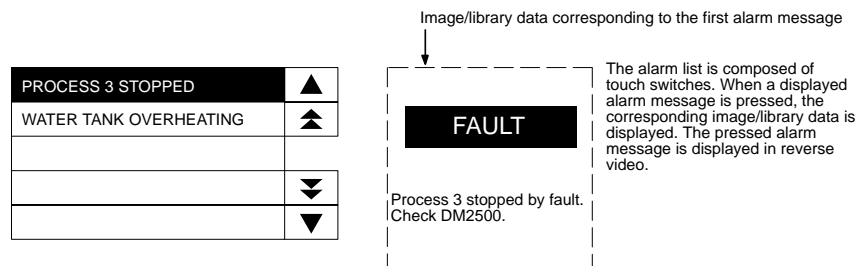 Image/library data corresponding to the first alarm message
PROCESS 3 STOPPED
WATER TANK OVERHEATING
FAULT
Process 3 stopped by fault.
Check DM2500.
The alarm list is composed of
touch switches. When a displayed
alarm message is pressed, the
corresponding image/library data is
displayed. The pressed alarm
message is displayed in reverse
video.